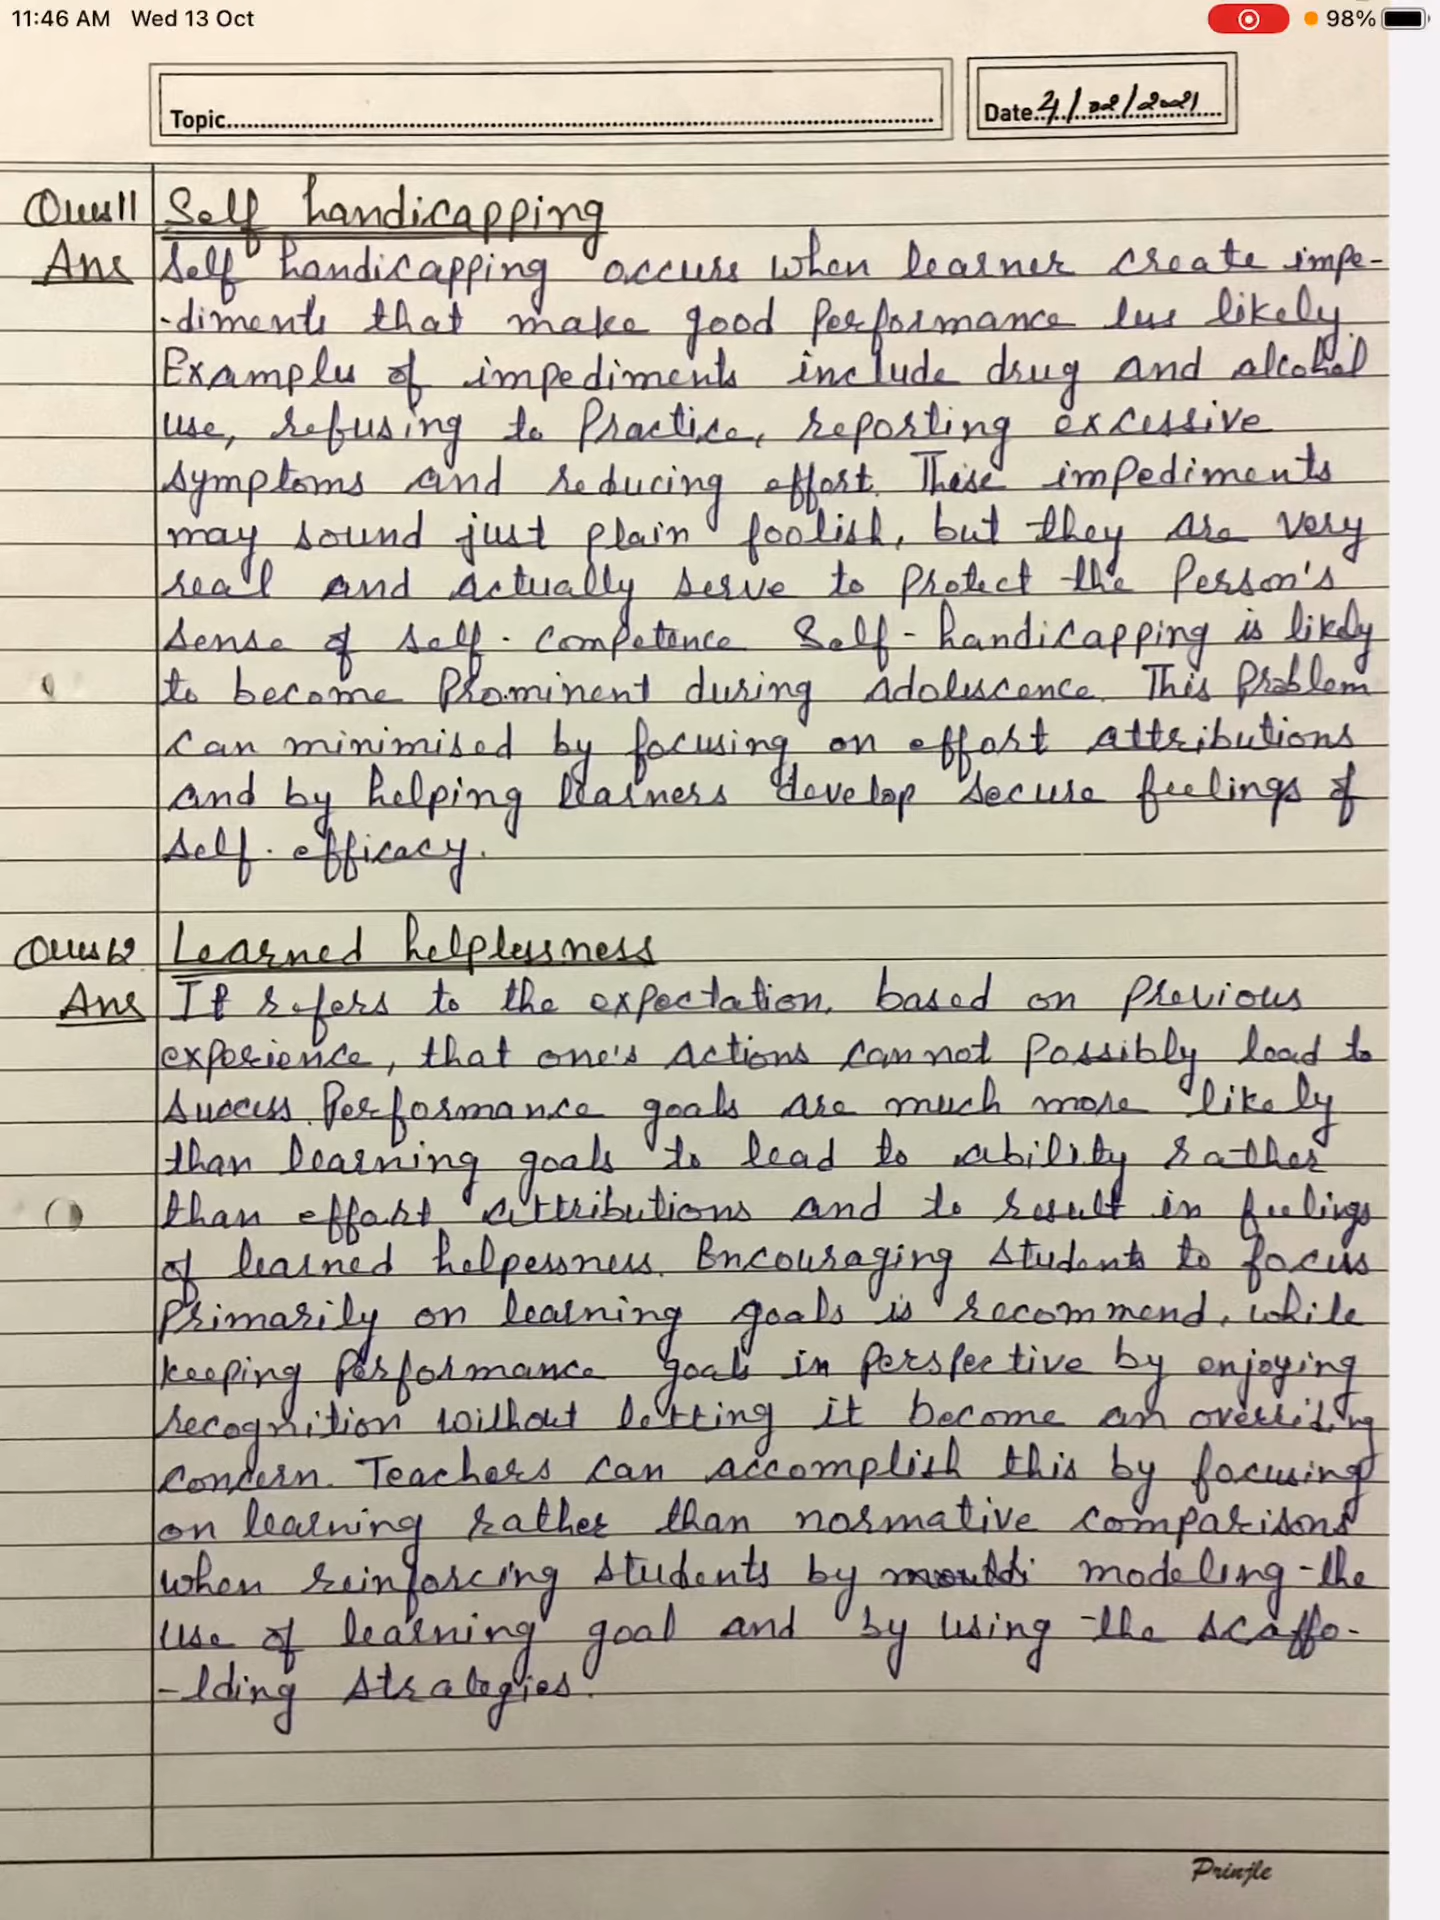 11:46 AM Wed 13 Oct
98%
Topic
Date 4/02/2021
Ques 11 Self handicapping
Ans Self handicapping occurs when learner create impe-
-diments that make good Performance less likely.
Examples of impediments include drug and alcohol
use, refusing to Practice, reporting excessive
symptoms and reducing effort. These impediments
may sound just plain foolish, but they are very
real and actually serve to Protect the Person's
sense of self-competence Self-handicapping is likely
to become Prominent during adolescence. This Problem
can minimised by focusing on effort attributions
and by helping learners develop secure feelings of
self-efficacy.
Ques 12 Learned helplessness
Ans It refers to the expectation, based on Previous
experience, that one's actions cannot Possibly lead to
success. Performance goals are much more likely
than learning goals to lead to ability rather
than effort attributions and to result in feelings
of learned helpessness. Encouraging students to focus
Primarily on learning goals is recommend, while
keeping Performance goals in Perspective by enjoying
recognition without letting it become an overriding
concern. Teachers can accomplish this by focusing
on learning rather than normative comparisons
when reinforcing students by modeling the
use of learning goal and by using the scaffo-
-lding strategies.
Prinjle